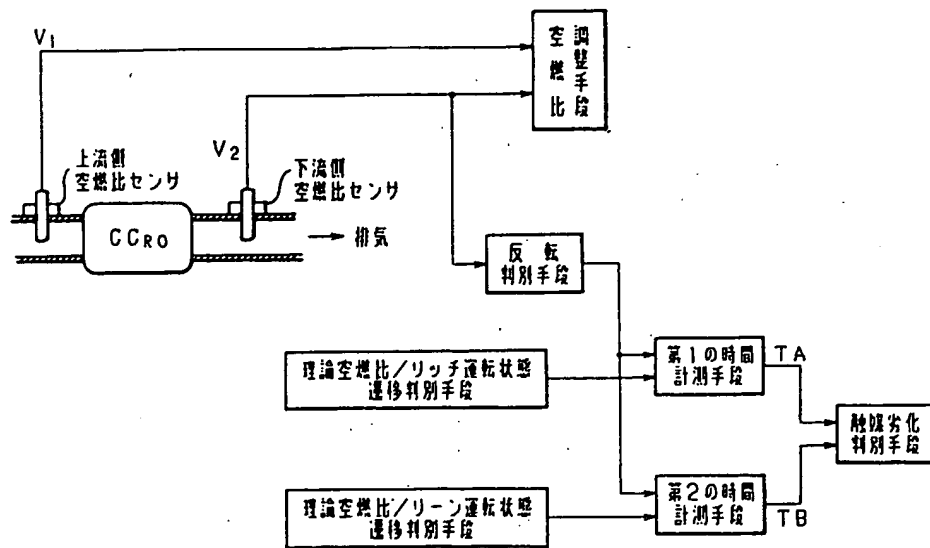 V1
空燃比
調整手段
V2
上流側
空燃比センサ
下流側
空燃比センサ
CCRO
排気
反転
判別手段
理論空燃比/リッチ運転状態
遷移判別手段
第1の時間
計測手段
TA
触媒劣化
判別手段
理論空燃比/リーン運転状態
遷移判別手段
第2の時間
計測手段
TB